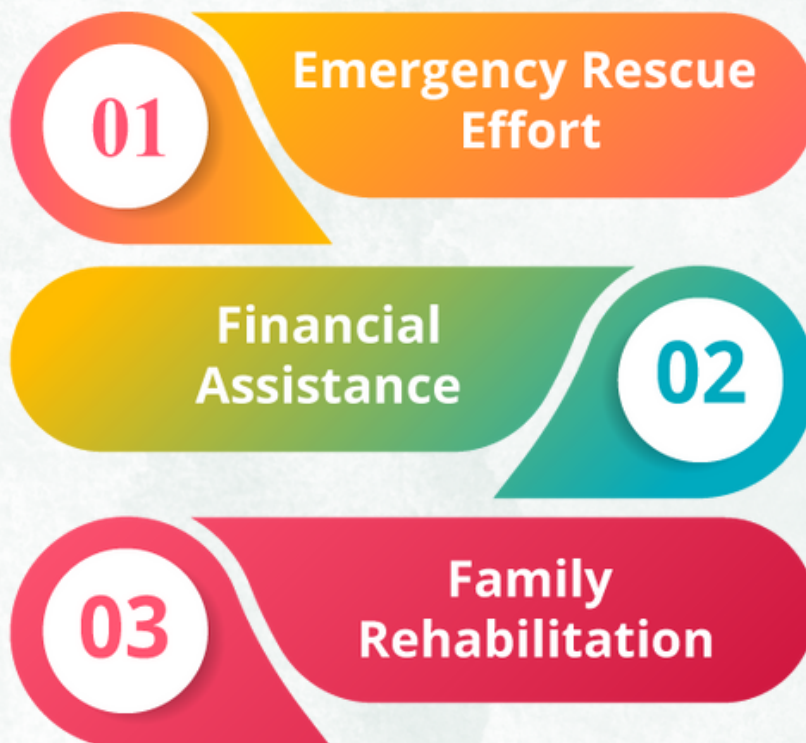 01
Emergency Rescue
Effort
Financial
Assistance
02
03
Family
Rehabilitation